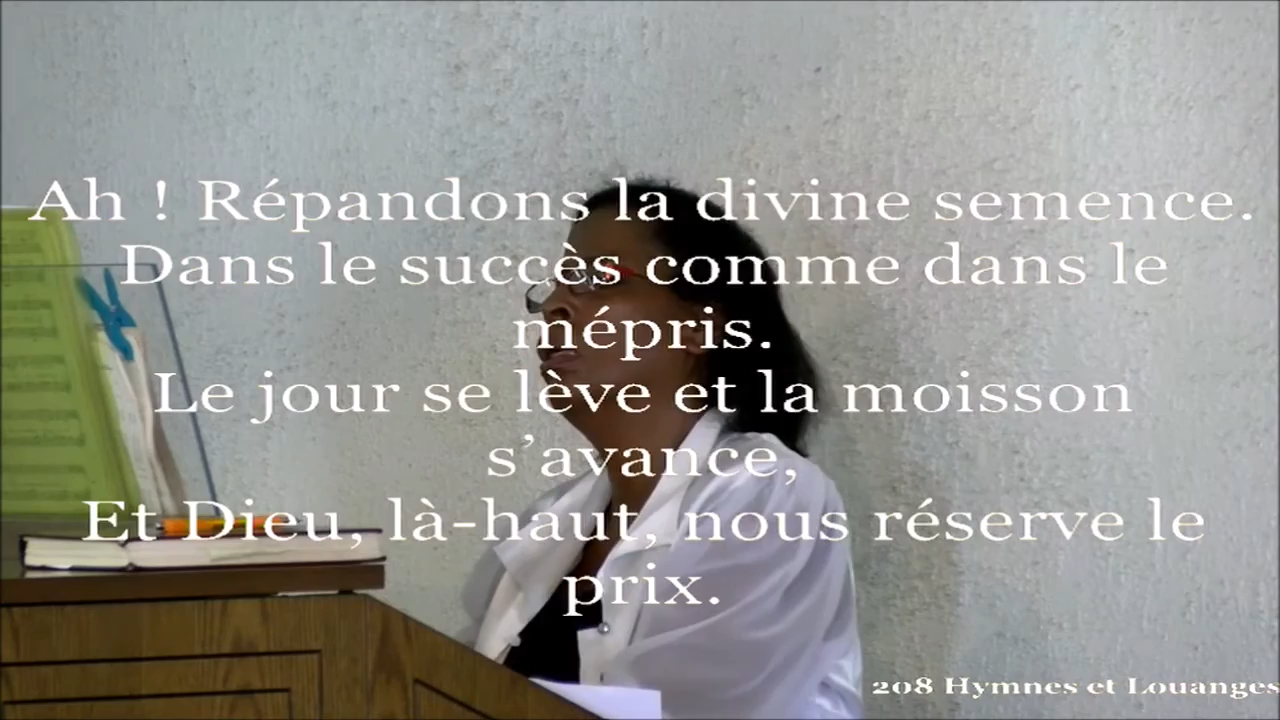 Ah ! Répandons la divine semence.
Dans le succès comme dans le
mépris.
Le jour se lève et la moisson
s’avance,
Et Dieu, là-haut, nous réserve le
prix.
208 Hymnes et Louanges